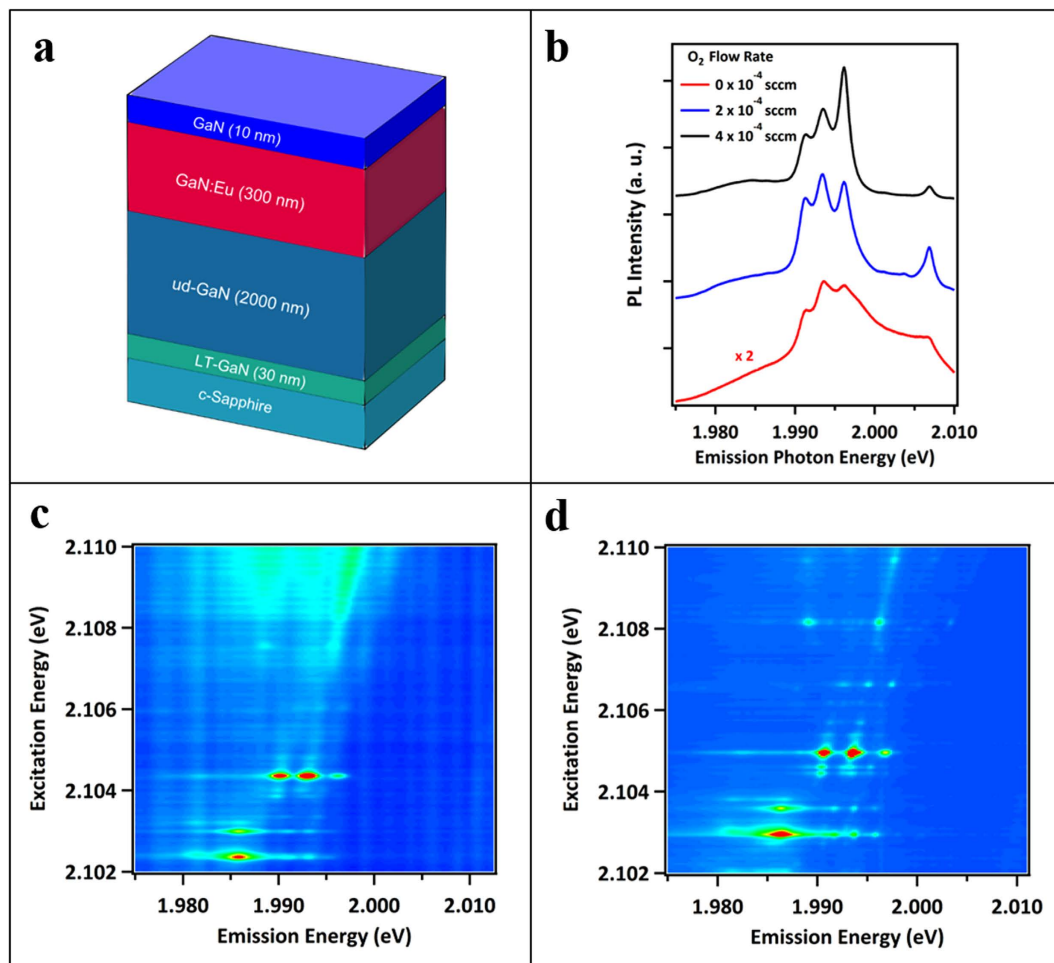 a
GaN (10 nm)
GaN:Eu (300 nm)
ud-GaN (2000 nm)
LT-GaN (30 nm)
c-Sapphire
b
O₂ Flow Rate
0 x 10⁻⁴ sccm
2 x 10⁻⁴ sccm
4 x 10⁻⁴ sccm
x 2
PL Intensity (a. u.)
1.980 1.990 2.000 2.010
Emission Photon Energy (eV)
c
2.110
2.108
2.106
2.104
2.102
Excitation Energy (eV)
1.980 1.990 2.000 2.010
Emission Energy (eV)
d
2.110
2.108
2.106
2.104
2.102
Excitation Energy (eV)
1.980 1.990 2.000 2.010
Emission Energy (eV)